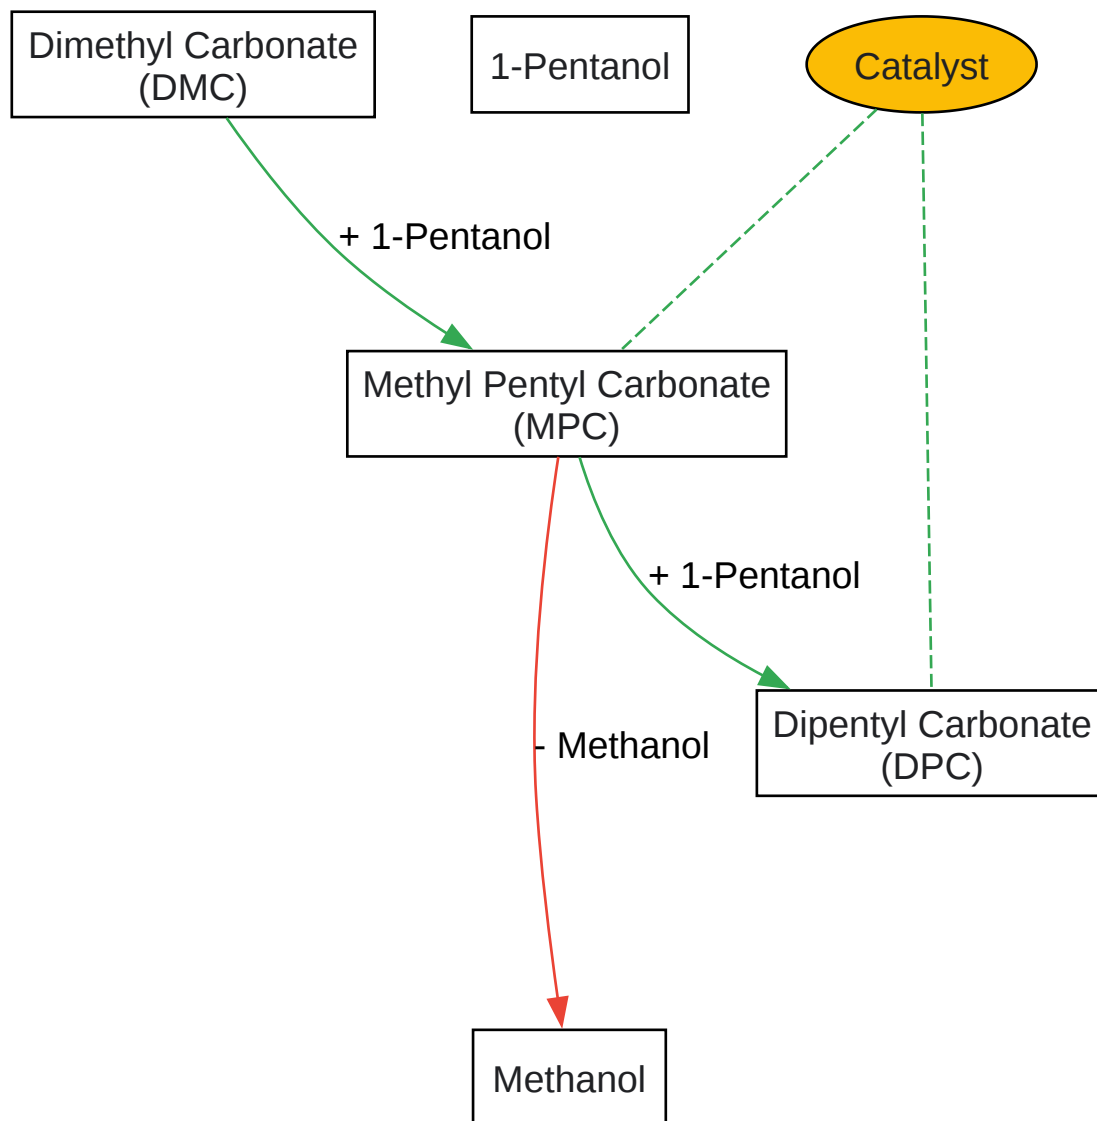 Dimethyl Carbonate
(DMC)
1-Pentanol
Catalyst
+ 1-Pentanol
Methyl Pentyl Carbonate
(MPC)
+ 1-Pentanol
Dipentyl Carbonate
(DPC)
- Methanol
Methanol